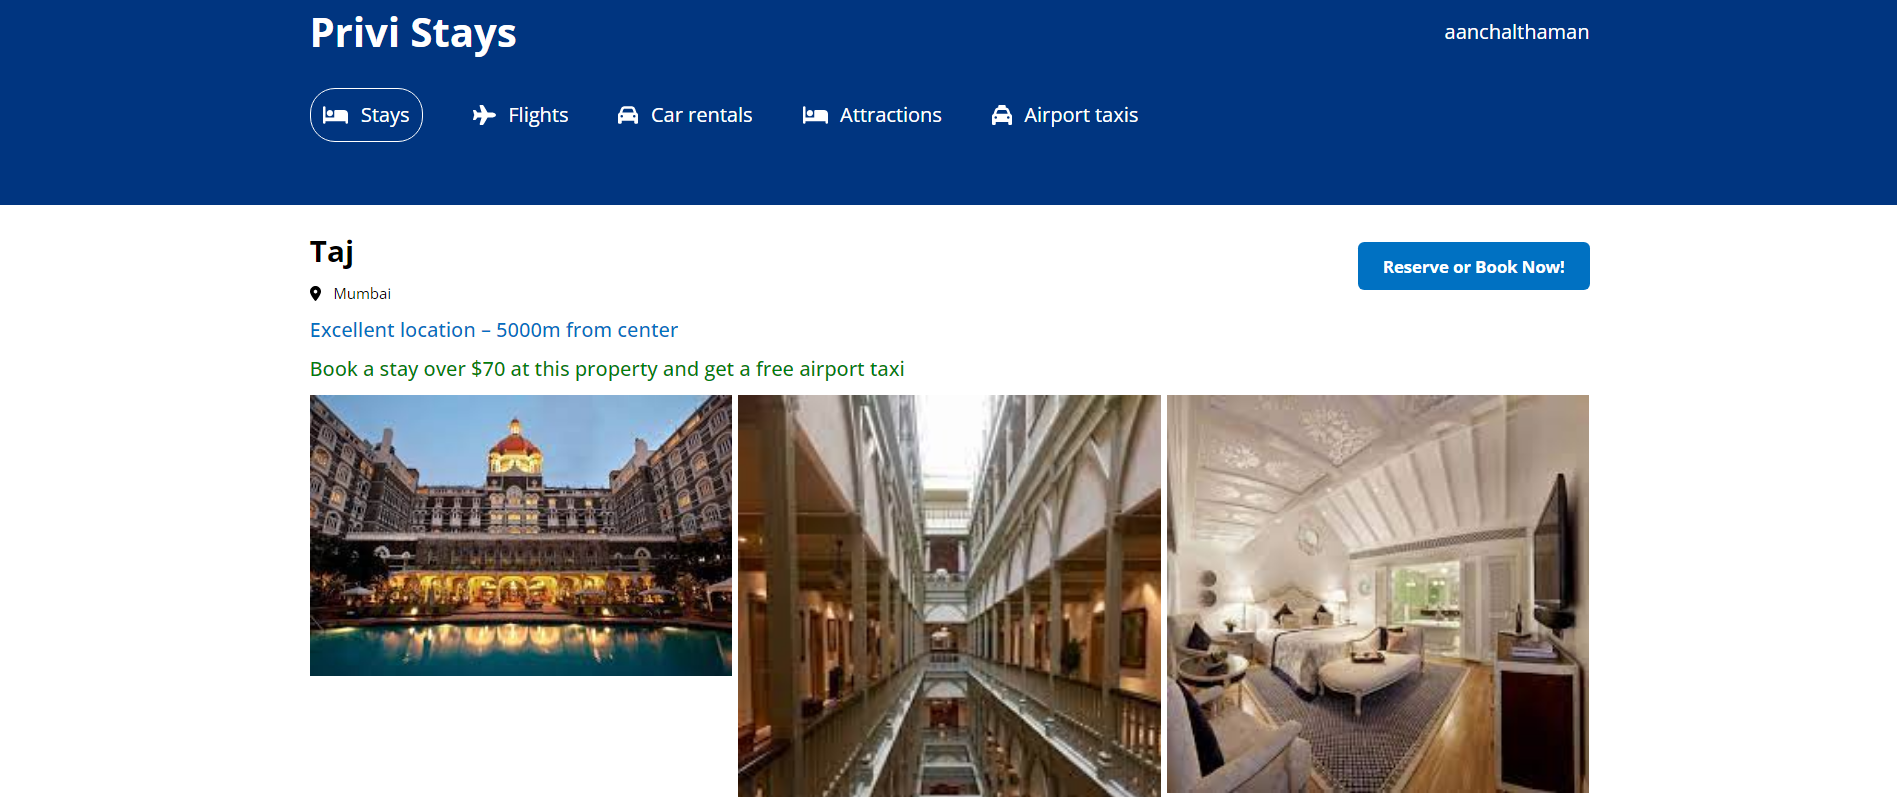 Privi Stays
aanchalthaman
Stays
Flights
Car rentals
Attractions
Airport taxis
Taj
Reserve or Book Now!
Mumbai
Excellent location – 5000m from center
Book a stay over $70 at this property and get a free airport taxi